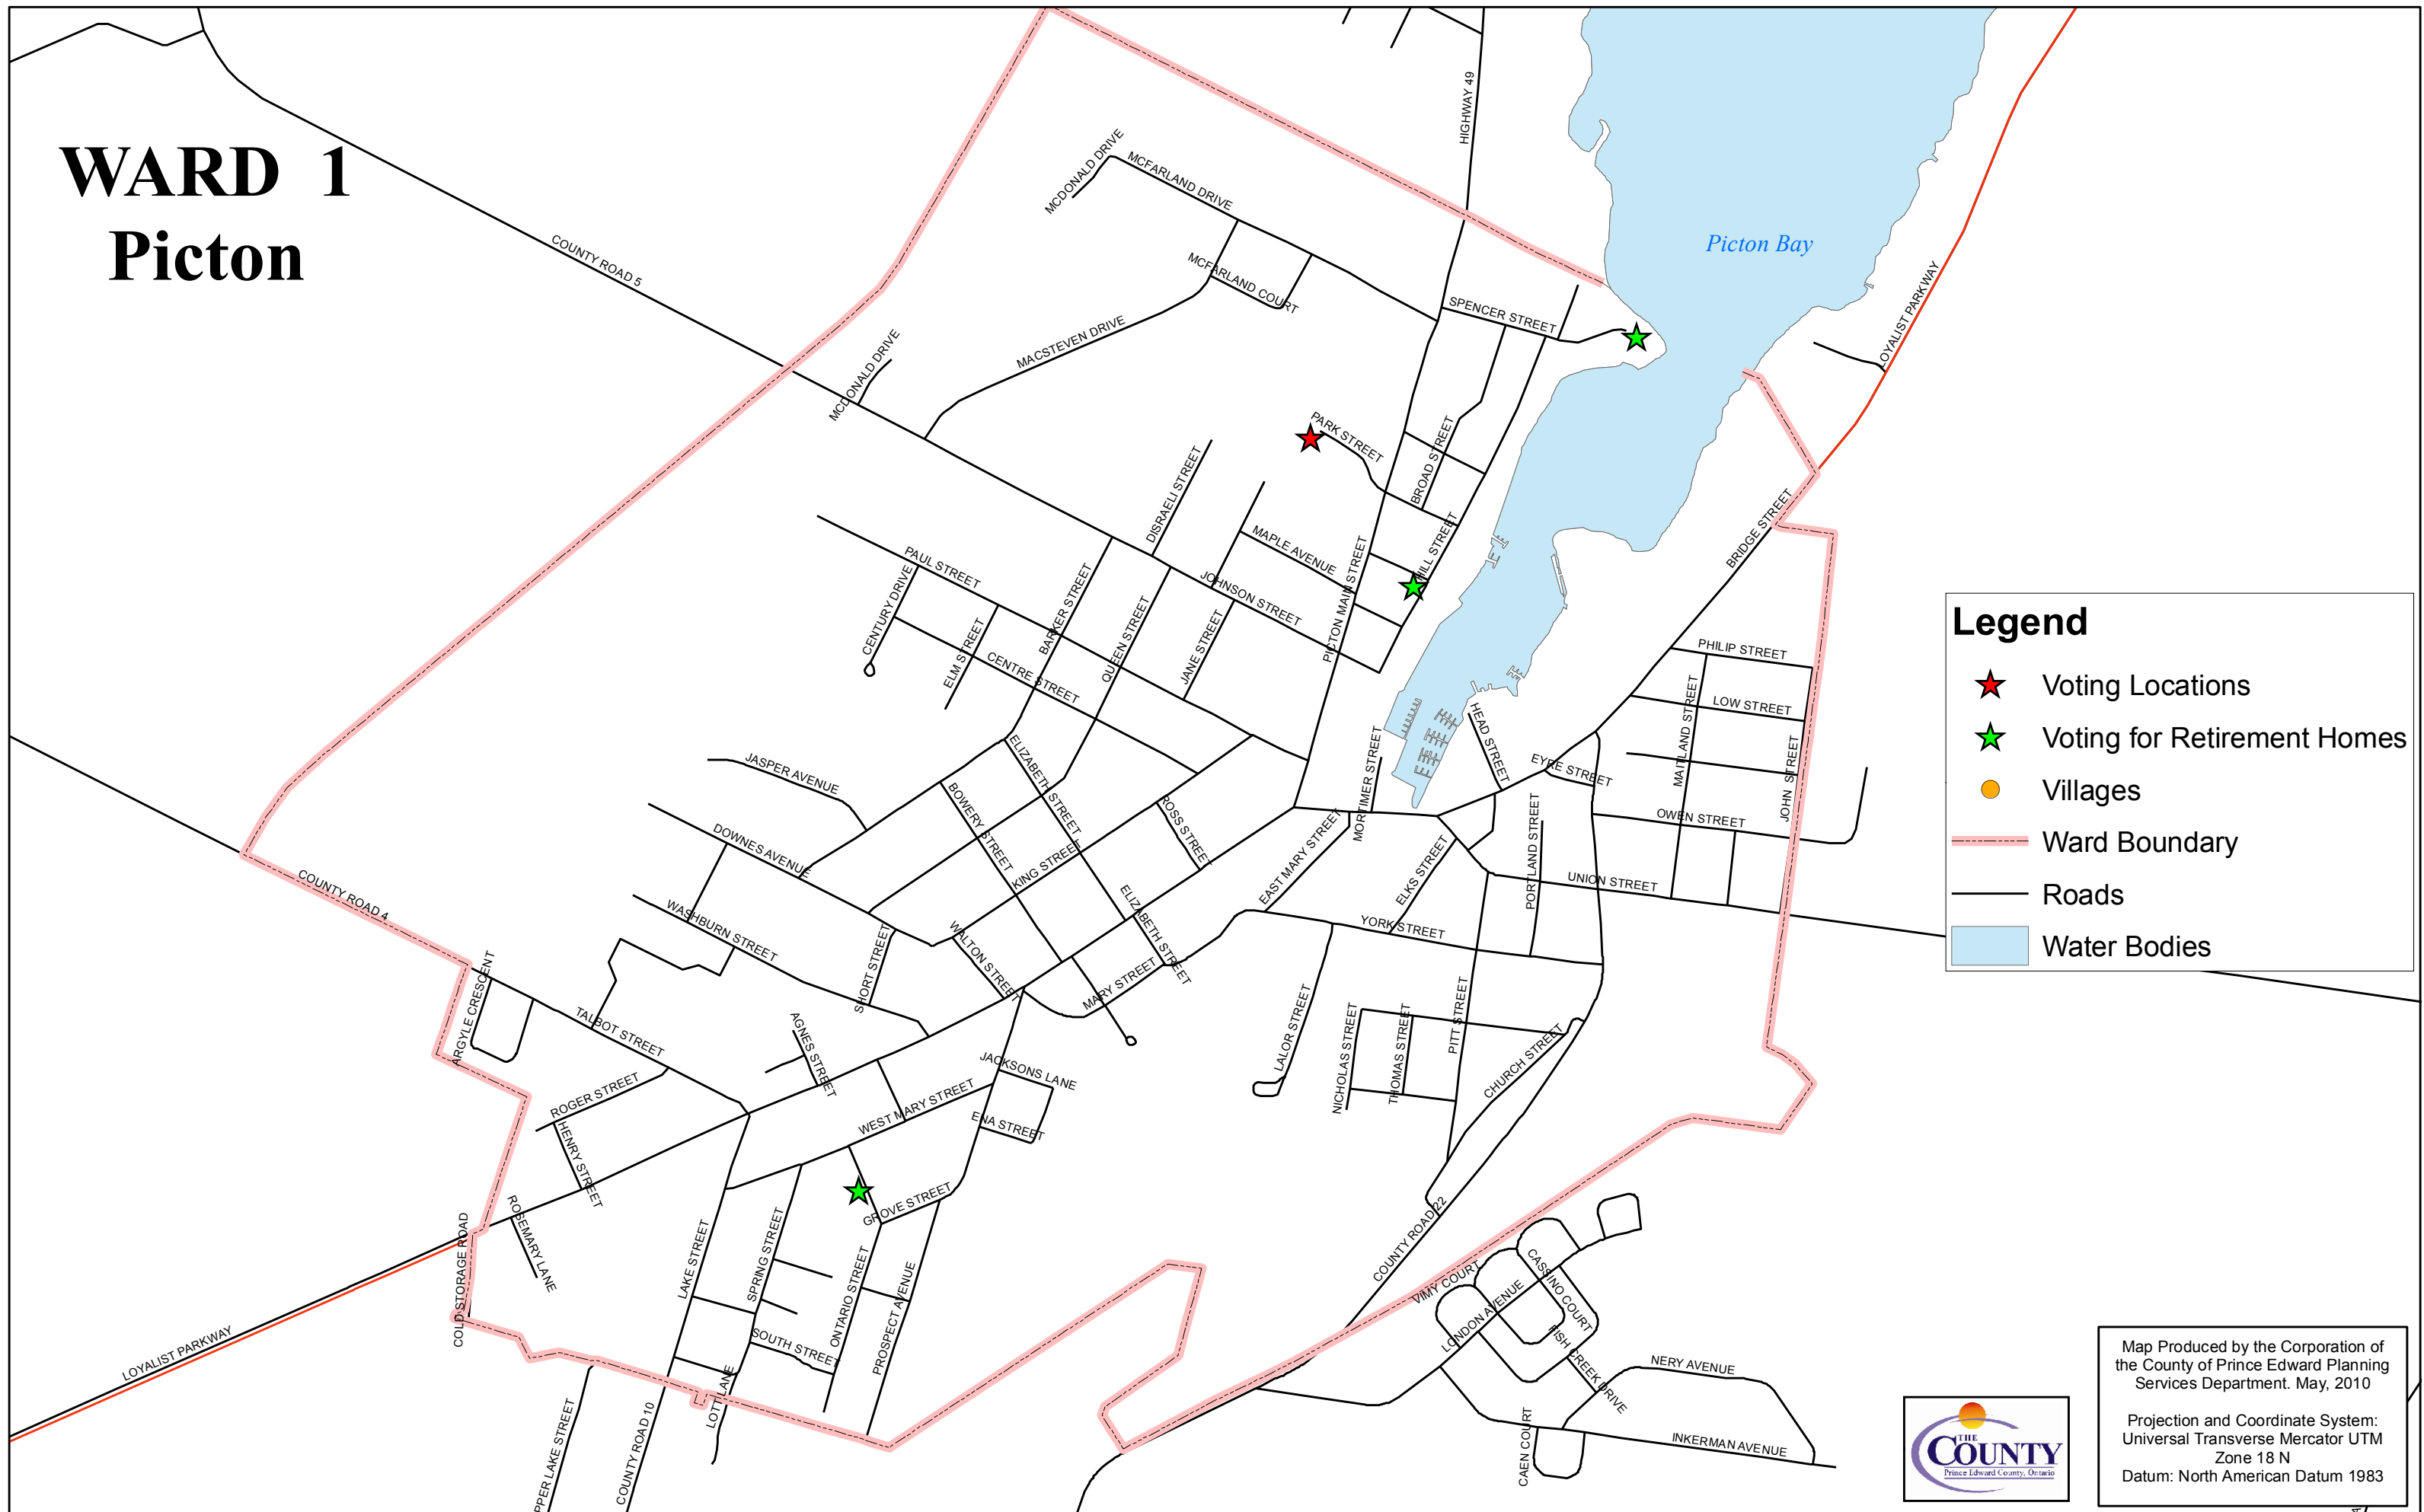 WARD 1
Picton
HIGHWAY 49
MCDONALD DRIVE
MCFARLAND DRIVE
COUNTY ROAD 5
MCFARLAND COURT
Picton Bay
LOYALIST PARKWAY
SPENCER STREET
MACSTEVEN DRIVE
MCDONALD DRIVE
PARK STREET
BROAD STREET
DISRAELI STREET
BRIDGE STREET
MAPLE AVENUE
HILL STREET
PICTON MAIN STREET
PAUL STREET
CENTURY DRIVE
BARKER STREET
JOHNSON STREET
QUEEN STREET
JANE STREET
ELM STREET
CENTRE STREET
PHILIP STREET
LOW STREET
MAITLAND STREET
JOHN STREET
HEAD STREET
EYRE STREET
MORTIMER STREET
OWEN STREET
JASPER AVENUE
ELIZABETH STREET
BOWERY STREET
ROSS STREET
KING STREET
DOWNES AVENUE
EAST MARY STREET
ELKS STREET
PORTLAND STREET
UNION STREET
COUNTY ROAD 4
WASHBURN STREET
ELIZABETH STREET
WALTON STREET
SHORT STREET
YORK STREET
MARY STREET
ARGYLE CRESCENT
TALBOT STREET
AGNES STREET
LALOR STREET
NICHOLAS STREET
THOMAS STREET
PITT STREET
CHURCH STREET
JACKSONS LANE
ROGER STREET
WEST MARY STREET
ENA STREET
HENRY STREET
GROVE STREET
ROSEMARY LANE
COLD STORAGE ROAD
LAKE STREET
SPRING STREET
ONTARIO STREET
PROSPECT AVENUE
SOUTH STREET
COUNTY ROAD 22
VIMY COURT
CASSINO COURT
LONDON AVENUE
FISH CREEK DRIVE
NERY AVENUE
LOYALIST PARKWAY
LOTT LANE
COUNTY ROAD 10
PPER LAKE STREET
CAEN COURT
INKERMAN AVENUE
Legend
Voting Locations
Voting for Retirement Homes
Villages
Ward Boundary
Roads
Water Bodies
THE
COUNTY
Prince Edward County, Ontario
Map Produced by the Corporation of
the County of Prince Edward Planning
Services Department. May, 2010
Projection and Coordinate System:
Universal Transverse Mercator UTM
Zone 18 N
Datum: North American Datum 1983